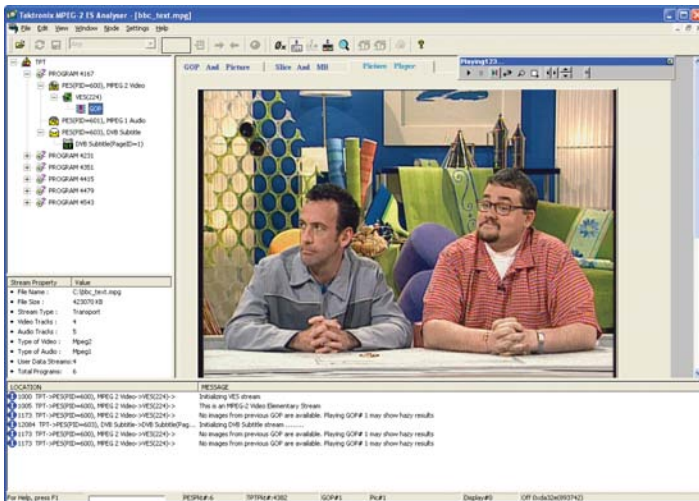 Tektronix MPEG-2 ES Analyser - [bbc_text.mpg]
File Edit View Window Node Settings Help
TPT
PROGRAM 4167
PES(PID=600), MPEG 2 Video
VES(224)
GOP
PES(PID=601), MPEG 1 Audio
PES(PID=603), DVB Subtitle
DVB Subtitle(PageID=1)
PROGRAM 4231
PROGRAM 4351
PROGRAM 4415
PROGRAM 4479
PROGRAM 4543
GOP And Picture | Slice And MB | Picture Player
Playing123...
Stream Property Value
File Name : C:\bbc_text.mpg
File Size : 423070 KB
Stream Type : Transport
Video Tracks : 4
Audio Tracks : 5
Type of Video : Mpeg2
Type of Audio : Mpeg1
User Data Streams: 4
Total Programs: 6
LOCATION MESSAGE
1000 TPT->PES(PID=600), MPEG 2 Video->VES(224)-> Initializing VES stream
1005 TPT->PES(PID=600), MPEG 2 Video->VES(224)-> This is an MPEG-2 Video Elementary Stream
1173 TPT->PES(PID=600), MPEG 2 Video->VES(224)-> No images from previous GOP are available. Playing GOP# 1 may show hazy results
12084 TPT->PES(PID=603), DVB Subtitle->DVB Subtitle(Pag... Initializing DVB Subtitle stream.........
1173 TPT->PES(PID=600), MPEG 2 Video->VES(224)-> No images from previous GOP are available. Playing GOP# 1 may show hazy results
1173 TPT->PES(PID=600), MPEG 2 Video->VES(224)-> No images from previous GOP are available. Playing GOP# 1 may show hazy results
For Help, press F1 PESPkt#:6 TPTPkt#:4382 GOP#1 Pic#1 Display#0 Off 0xda32e(893742)